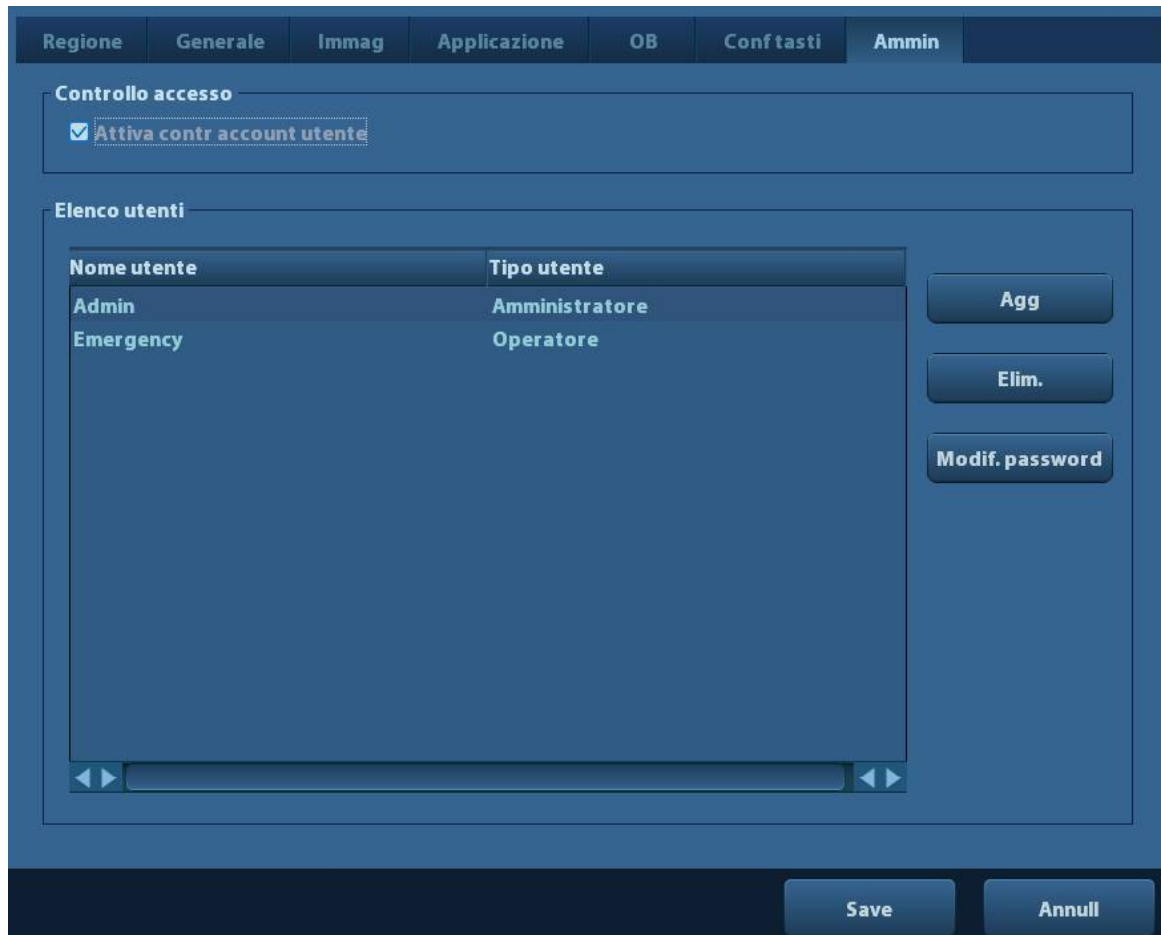 Regione Generale Immag Applicazione OB Conf tasti Ammin
Controllo accesso
Attiva contr account utente
Elenco utenti
Nome utente Tipo utente
Admin Amministratore
Emergency Operatore
Agg
Elim.
Modif. password
Save Annull